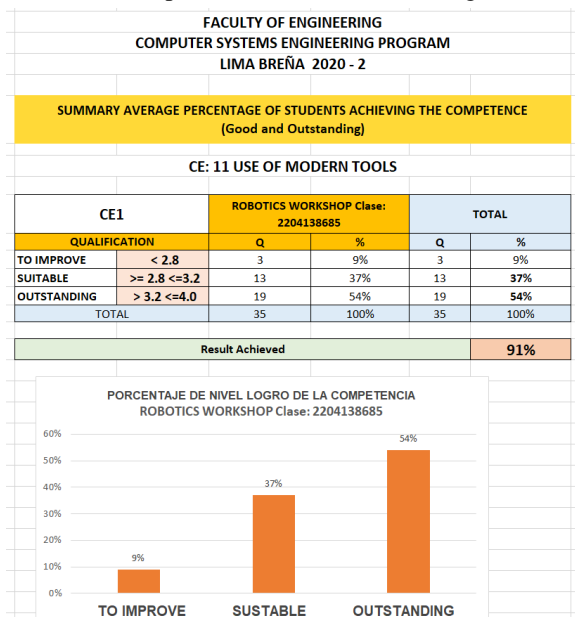 FACULTY OF ENGINEERING
COMPUTER SYSTEMS ENGINEERING PROGRAM
LIMA BREÑA 2020 - 2
SUMMARY AVERAGE PERCENTAGE OF STUDENTS ACHIEVING THE COMPETENCE
(Good and Outstanding)
CE: 11 USE OF MODERN TOOLS
CE1 ROBOTICS WORKSHOP Clase: TOTAL
2204138685
QUALIFICATION Q % Q %
TO IMPROVE < 2.8 3 9% 3 9%
SUITABLE >= 2.8 <=3.2 13 37% 13 37%
OUTSTANDING > 3.2 <=4.0 19 54% 19 54%
TOTAL 35 100% 35 100%
Result Achieved 91%
PORCENTAJE DE NIVEL LOGRO DE LA COMPETENCIA
ROBOTICS WORKSHOP Clase: 2204138685
60%
54%
50%
40%
37%
30%
20%
10%
9%
0%
TO IMPROVE SUSTABLE OUTSTANDING